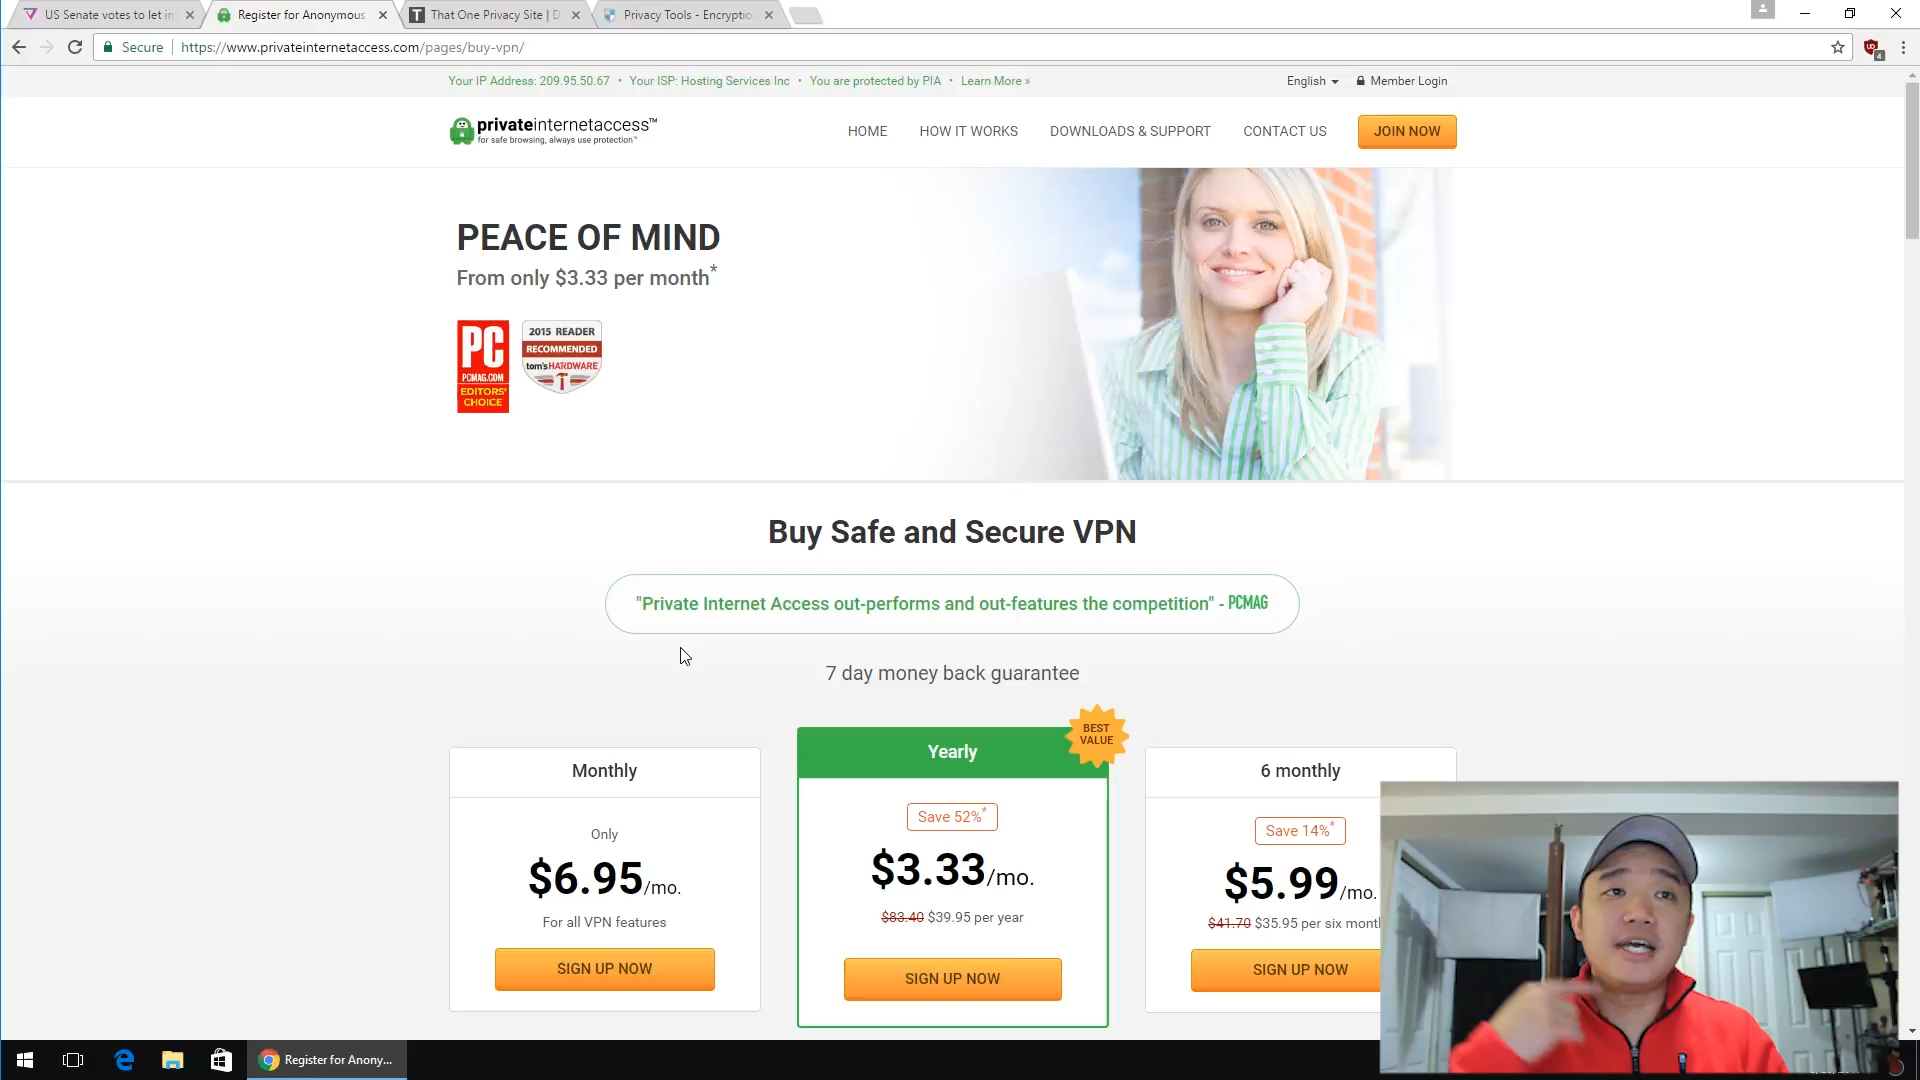 US Senate votes to let in
Register for Anonymous
That One Privacy Site | D
Privacy Tools - Encryptio
Secure
https://www.privateinternetaccess.com/pages/buy-vpn/
4
Your IP Address: 209.95.50.67 • Your ISP: Hosting Services Inc • You are protected by PIA • Learn More »
English
Member Login
privateinternetaccess™
for safe browsing, always use protection™
HOME
HOW IT WORKS
DOWNLOADS & SUPPORT
CONTACT US
JOIN NOW
PEACE OF MIND
From only $3.33 per month*
PC
PCMAG.COM
EDITORS'
CHOICE
2015 READER
RECOMMENDED
tom's HARDWARE
Buy Safe and Secure VPN
"Private Internet Access out-performs and out-features the competition" - PCMAG
7 day money back guarantee
Monthly
Only
$6.95/mo.
For all VPN features
SIGN UP NOW
BEST
VALUE
Yearly
Save 52%*
$3.33/mo.
$83.40 $39.95 per year
SIGN UP NOW
6 monthly
Save 14%*
$5.99/mo.
$41.70 $35.95 per six month
SIGN UP NOW
Register for Anony...